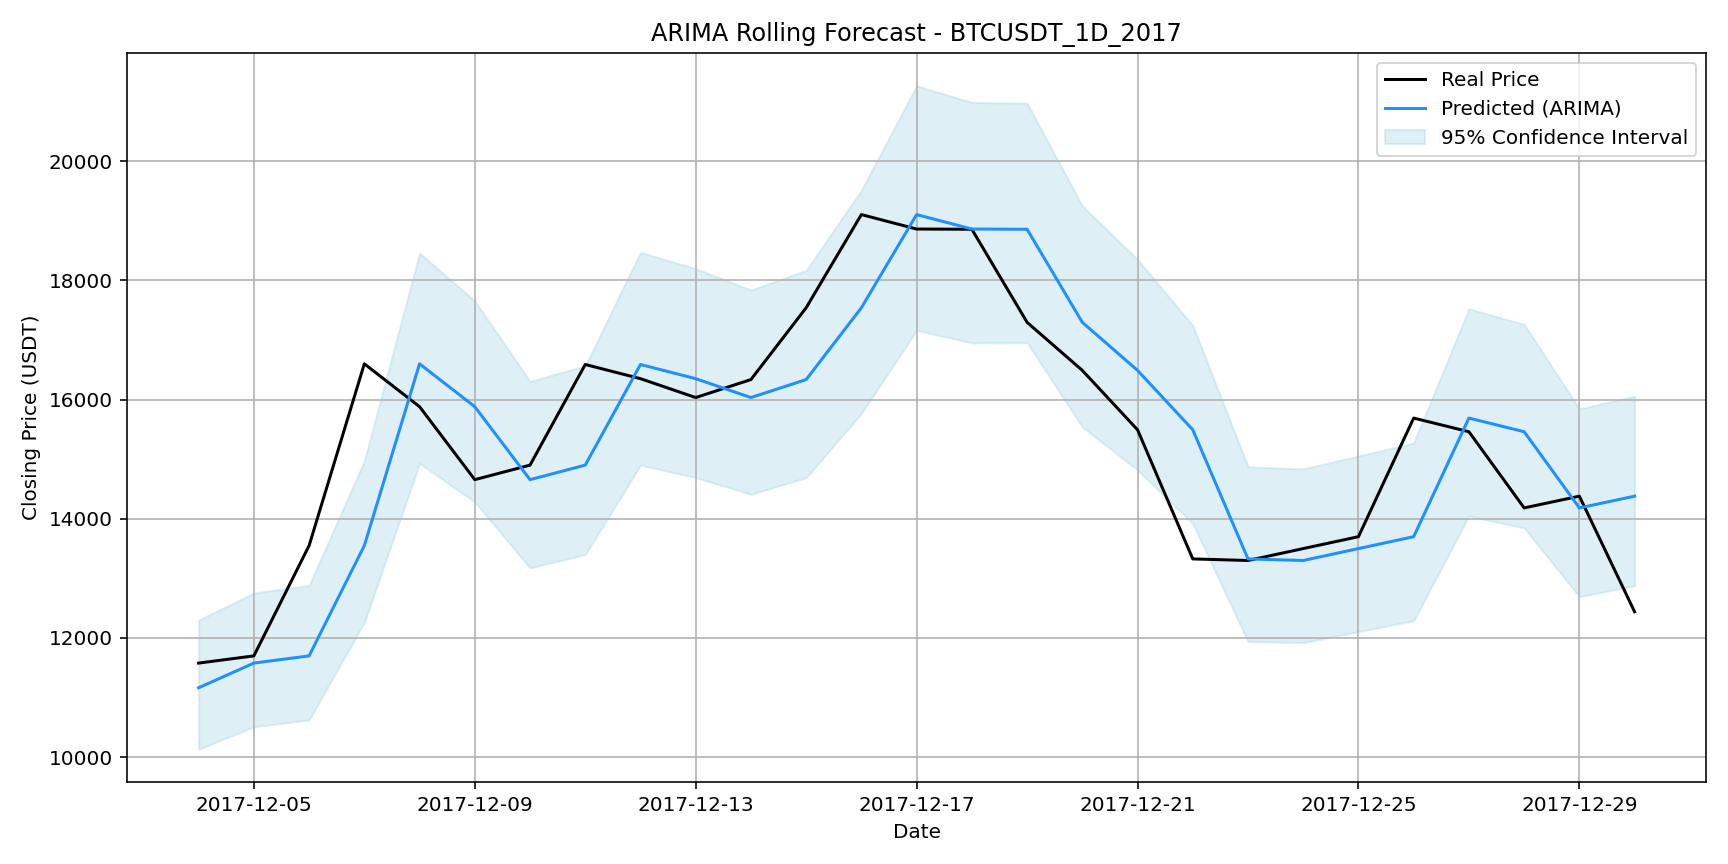 ARIMA Rolling Forecast - BTCUSDT_1D_2017
Real Price
Predicted (ARIMA)
95% Confidence Interval
Closing Price (USDT)
20000
18000
16000
14000
12000
10000
2017-12-05
2017-12-09
2017-12-13
2017-12-17
2017-12-21
2017-12-25
2017-12-29
Date